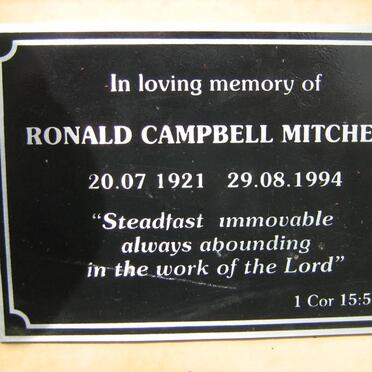 In loving memory of
RONALD CAMPBELL MITCHE
20.07 1921 29.08.1994
“Steadfast immovable
always abounding
in the work of the Lord”
1 Cor 15:5